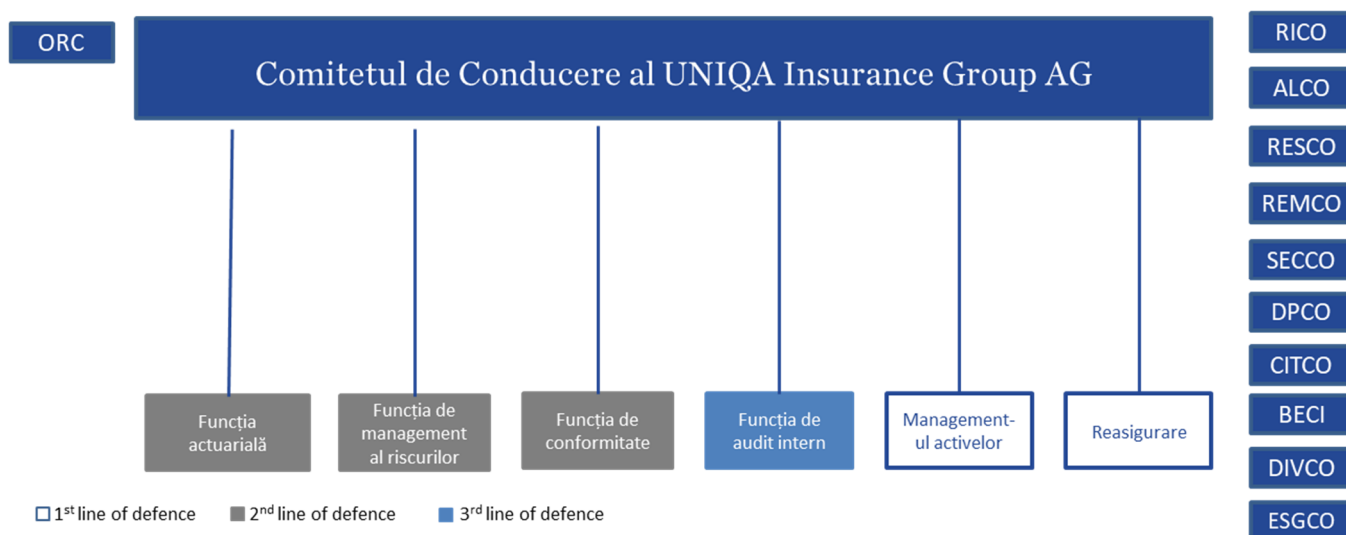 ORC
Comitetul de Conducere al UNIQA Insurance Group AG
RICO
ALCO
RESCO
REMCO
SECCO
DPCO
CITCO
BECI
DIVCO
ESGCO
Funcția
actuarială
Funcția de
management
al riscurilor
Funcția de
conformitate
Funcția de
audit intern
Management-
ul activelor
Reasigurare
1st line of defence
2nd line of defence
3rd line of defence